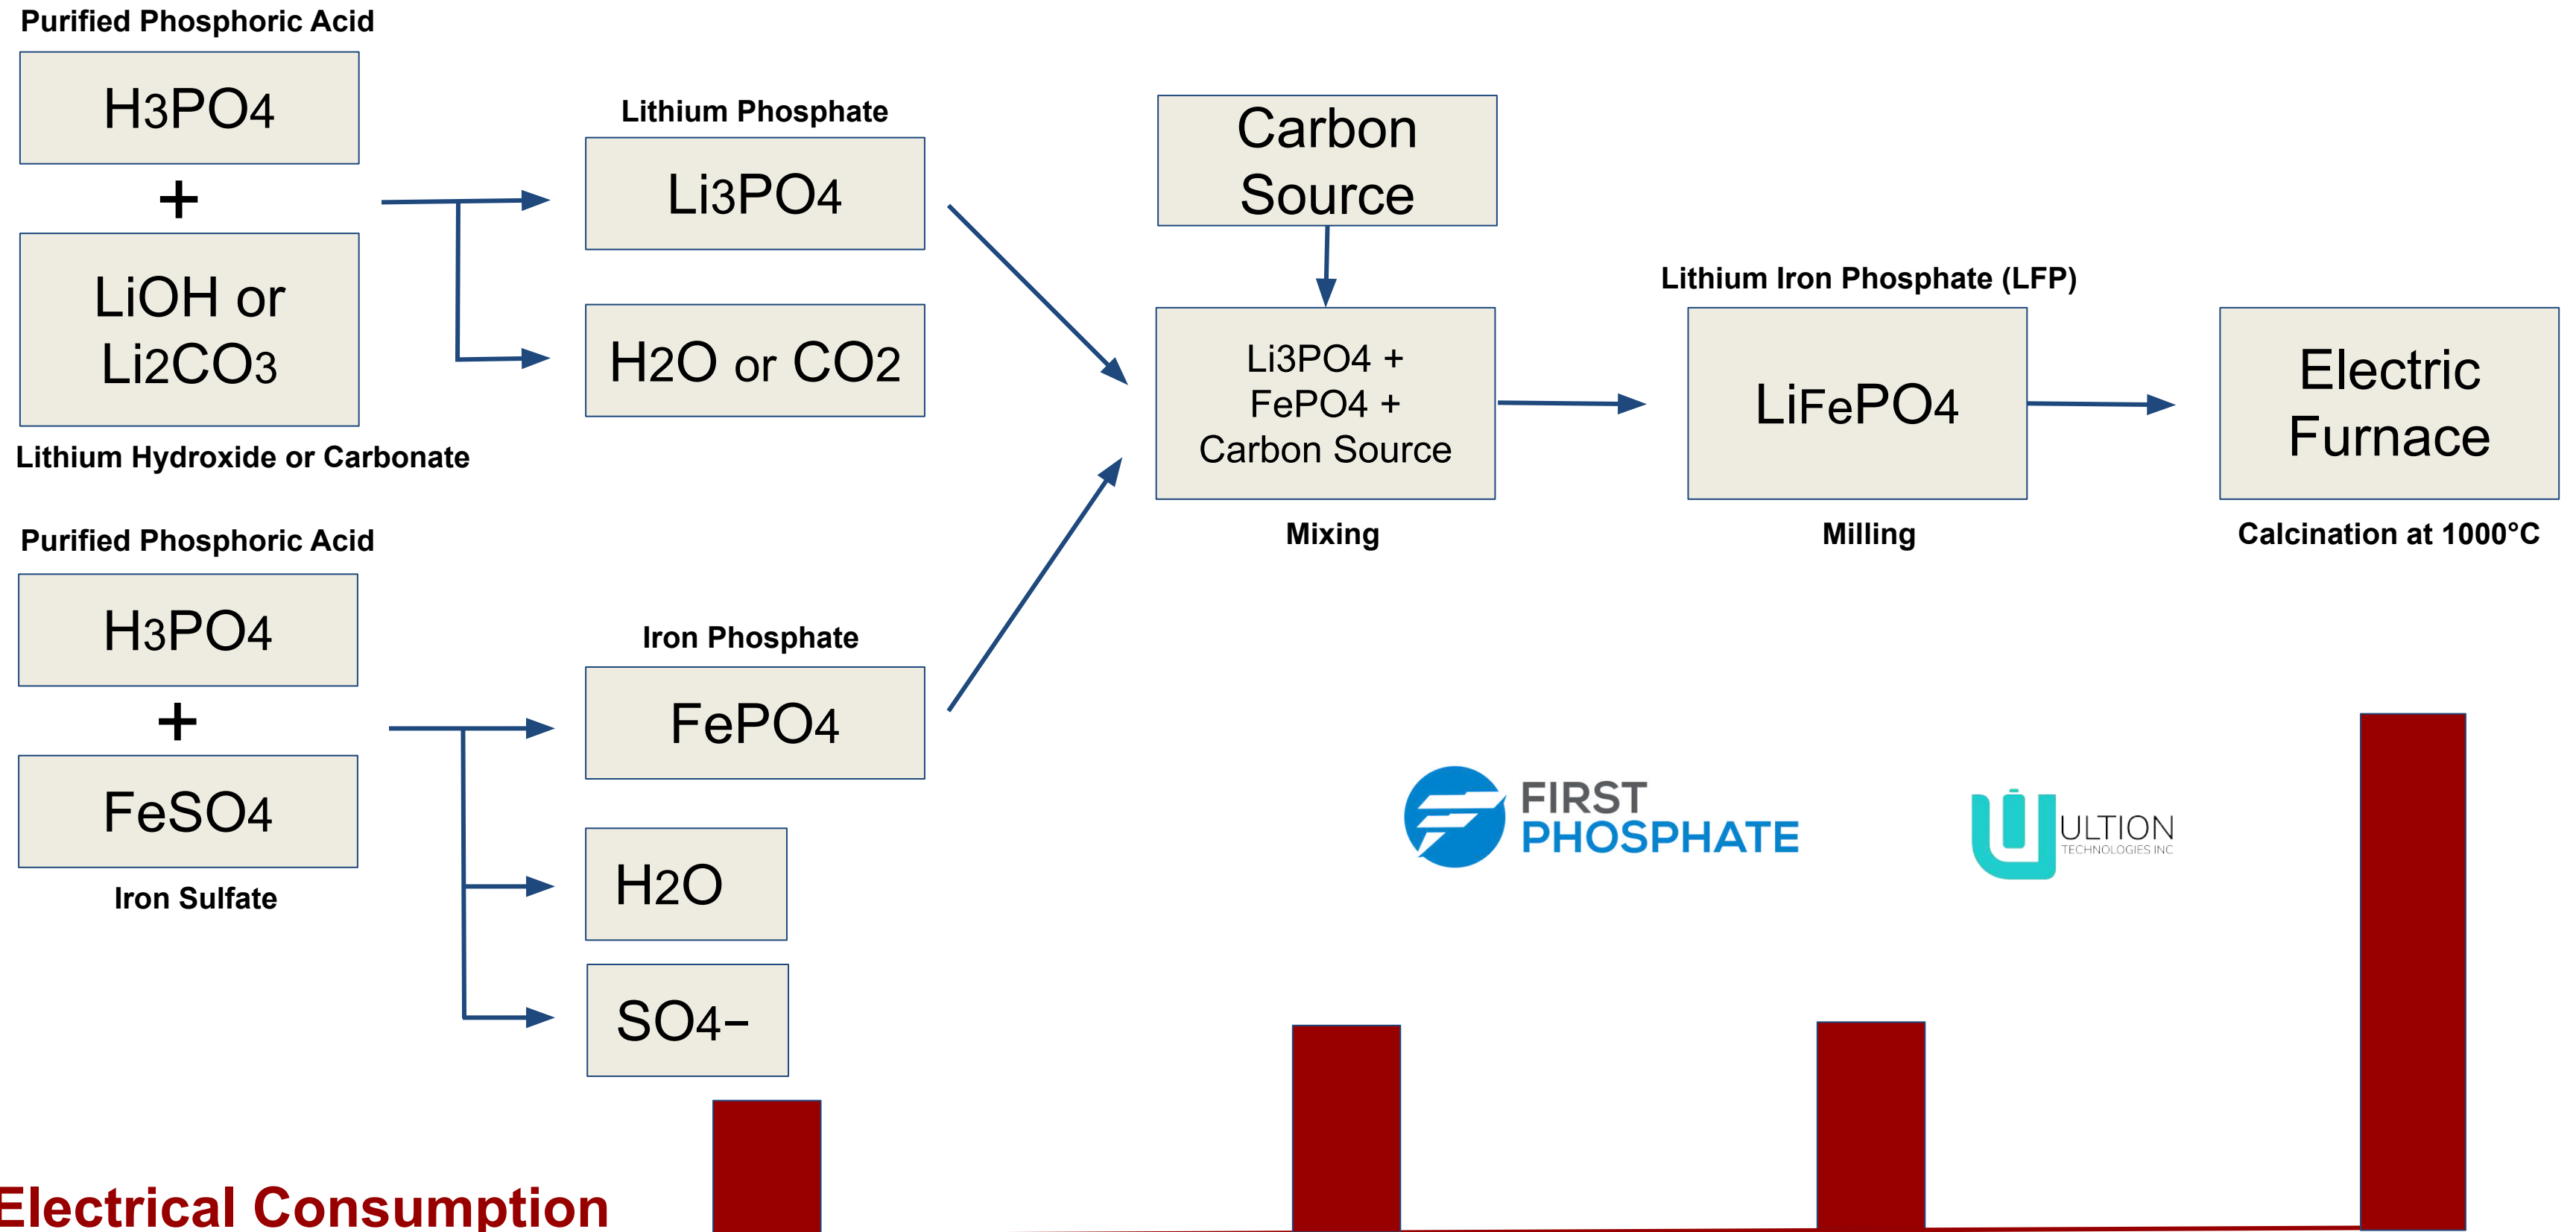 Purified Phosphoric Acid
H3PO4
+
LiOH or
Li2CO3
Lithium Hydroxide or Carbonate
Lithium Phosphate
Li3PO4
H2O or CO2
Carbon
Source
Li3PO4 +
FePO4 +
Carbon Source
Mixing
Lithium Iron Phosphate (LFP)
LiFePO4
Milling
Electric
Furnace
Calcination at 1000°C
Purified Phosphoric Acid
H3PO4
+
FeSO4
Iron Sulfate
Iron Phosphate
FePO4
H2O
SO4−
FIRST
PHOSPHATE
ULTION
TECHNOLOGIES INC
Electrical Consumption